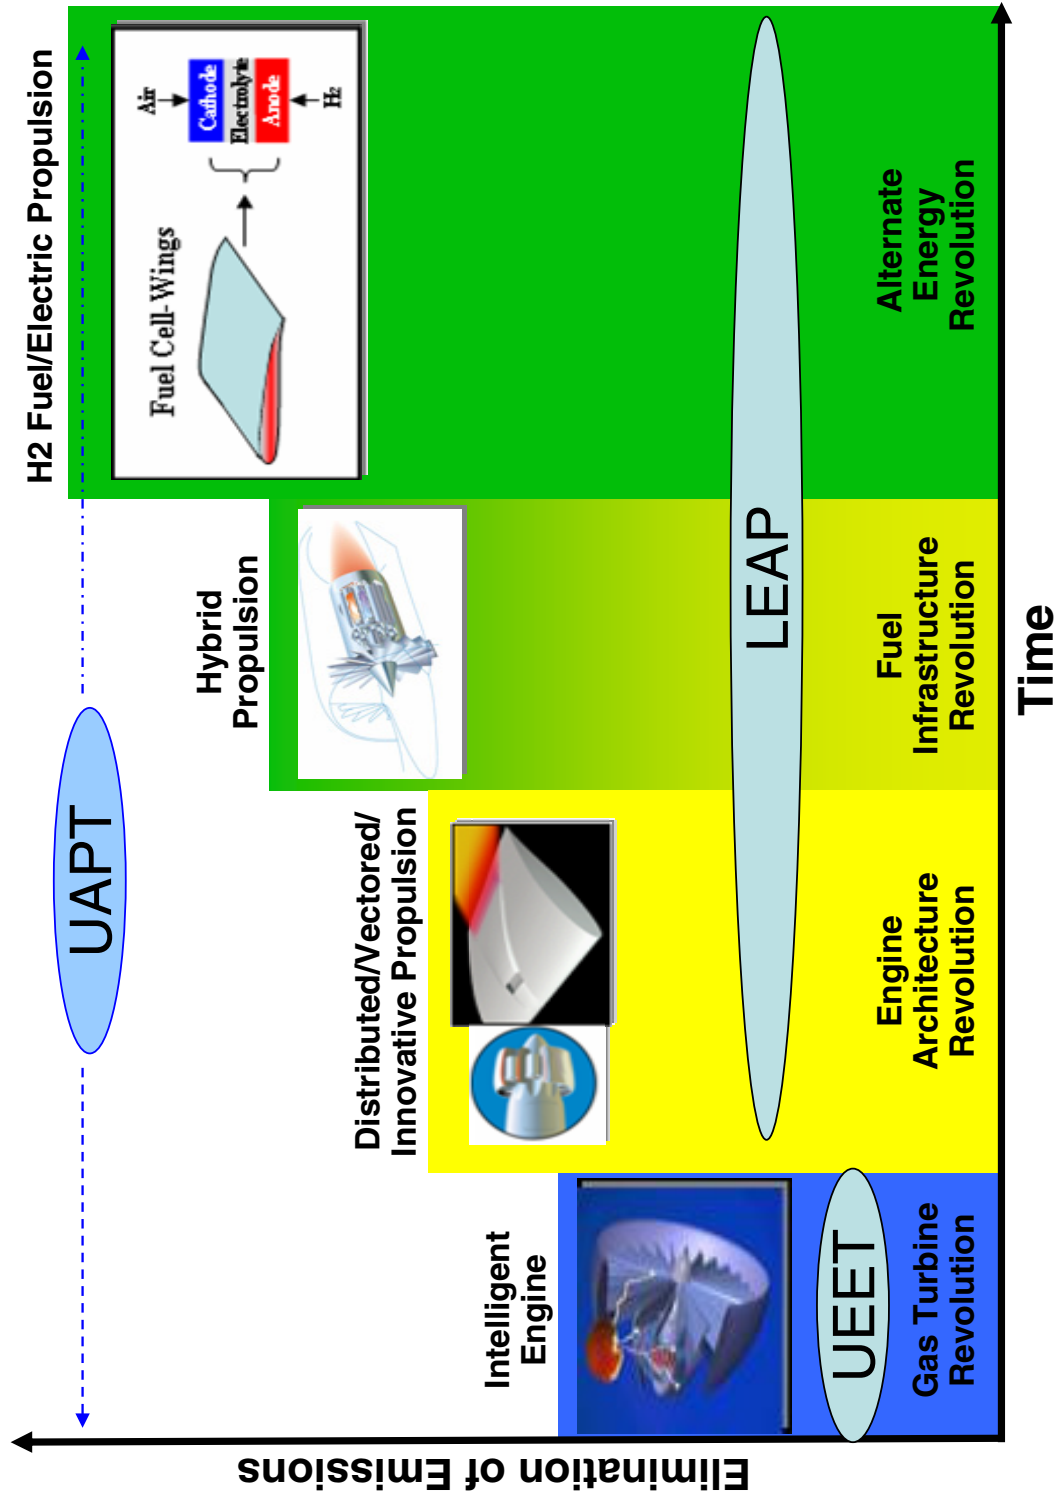 H2 Fuel/Electric Propulsion
UAPT
Fuel Cell-Wings
Air
Cathode
Electrolyte
Anode
H2
Hybrid
Propulsion
Distributed/Vectored/
Innovative Propulsion
Intelligent
Engine
LEAP
UEET
Gas Turbine
Revolution
Engine
Architecture
Revolution
Fuel
Infrastructure
Revolution
Alternate
Energy
Revolution
Time
Elimination of Emissions